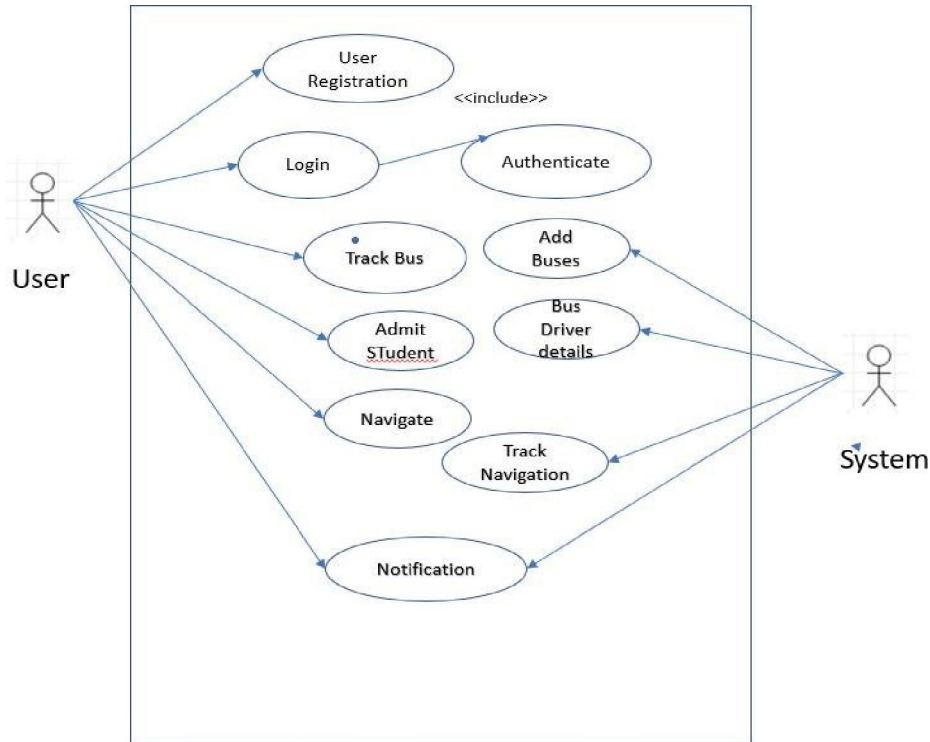 User
Registration
<<include>>
Login
Authenticate
Track Bus
Add
Buses
User
Admit
STudent
Bus
Driver
details
Navigate
Track
Navigation
System
Notification